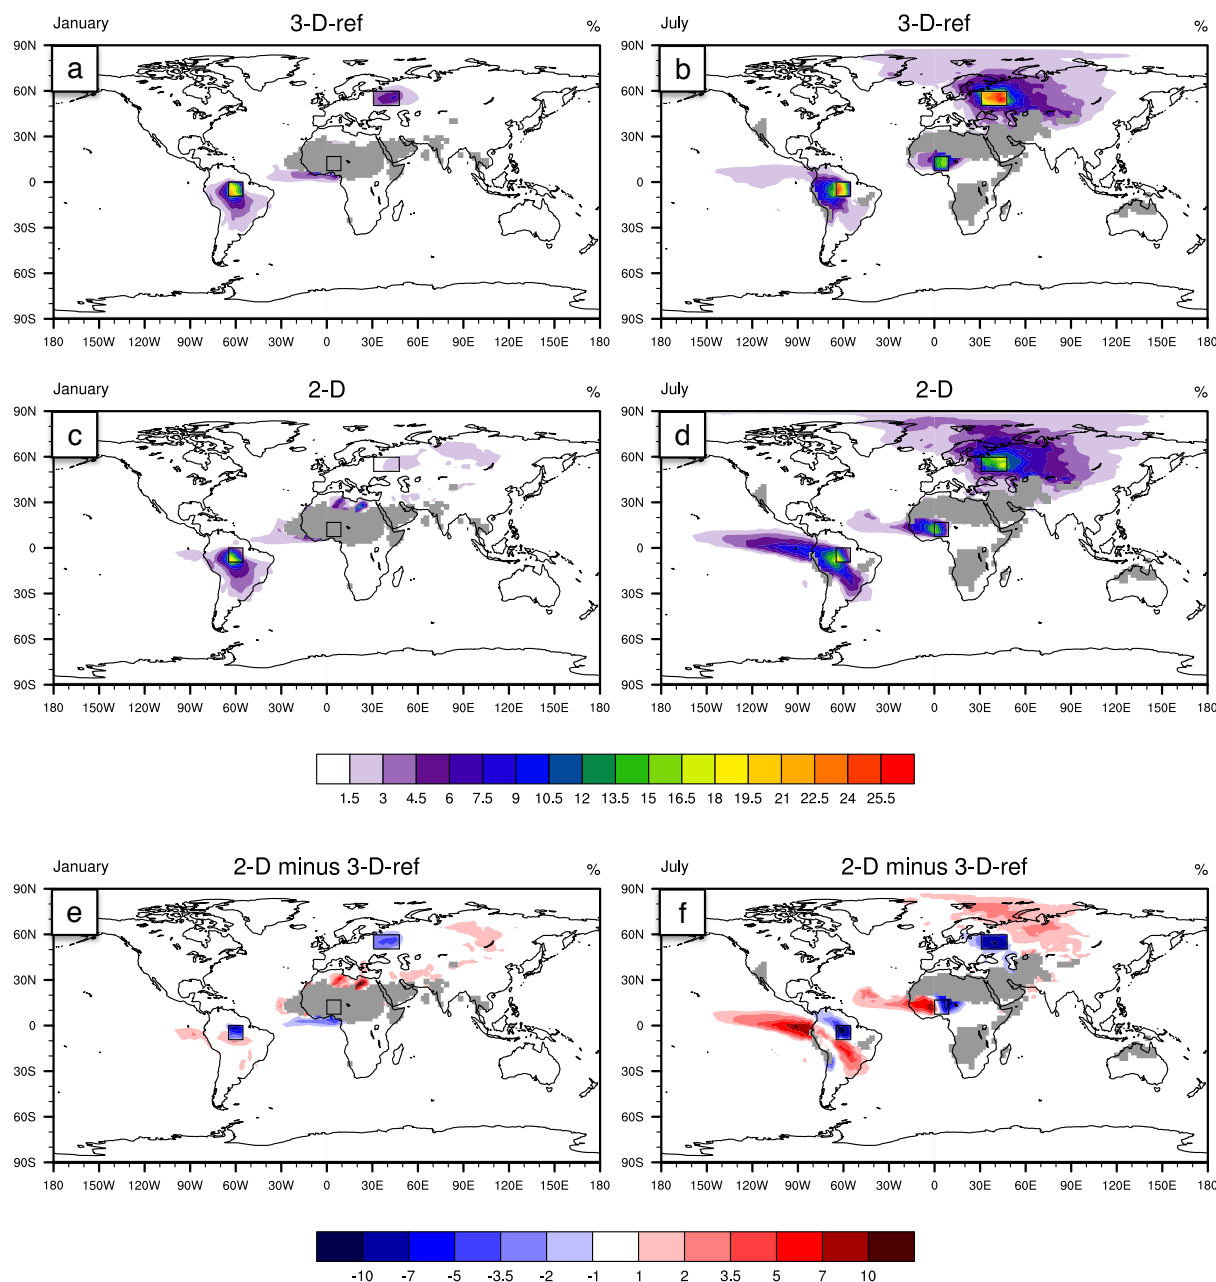 January 3-D-ref %
July 3-D-ref %
a
b
90N
60N
30N
0
30S
60S
90S
180 150W 120W 90W 60W 30W 0 30E 60E 90E 120E 150E 180
90N
60N
30N
0
30S
60S
90S
180 150W 120W 90W 60W 30W 0 30E 60E 90E 120E 150E 180
January 2-D %
July 2-D %
c
d
90N
60N
30N
0
30S
60S
90S
180 150W 120W 90W 60W 30W 0 30E 60E 90E 120E 150E 180
90N
60N
30N
0
30S
60S
90S
180 150W 120W 90W 60W 30W 0 30E 60E 90E 120E 150E 180
1.5 3 4.5 6 7.5 9 10.5 12 13.5 15 16.5 18 19.5 21 22.5 24 25.5
January 2-D minus 3-D-ref %
July 2-D minus 3-D-ref %
e
f
90N
60N
30N
0
30S
60S
90S
180 150W 120W 90W 60W 30W 0 30E 60E 90E 120E 150E 180
90N
60N
30N
0
30S
60S
90S
180 150W 120W 90W 60W 30W 0 30E 60E 90E 120E 150E 180
-10 -7 -5 -3.5 -2 -1 1 2 3.5 5 7 10